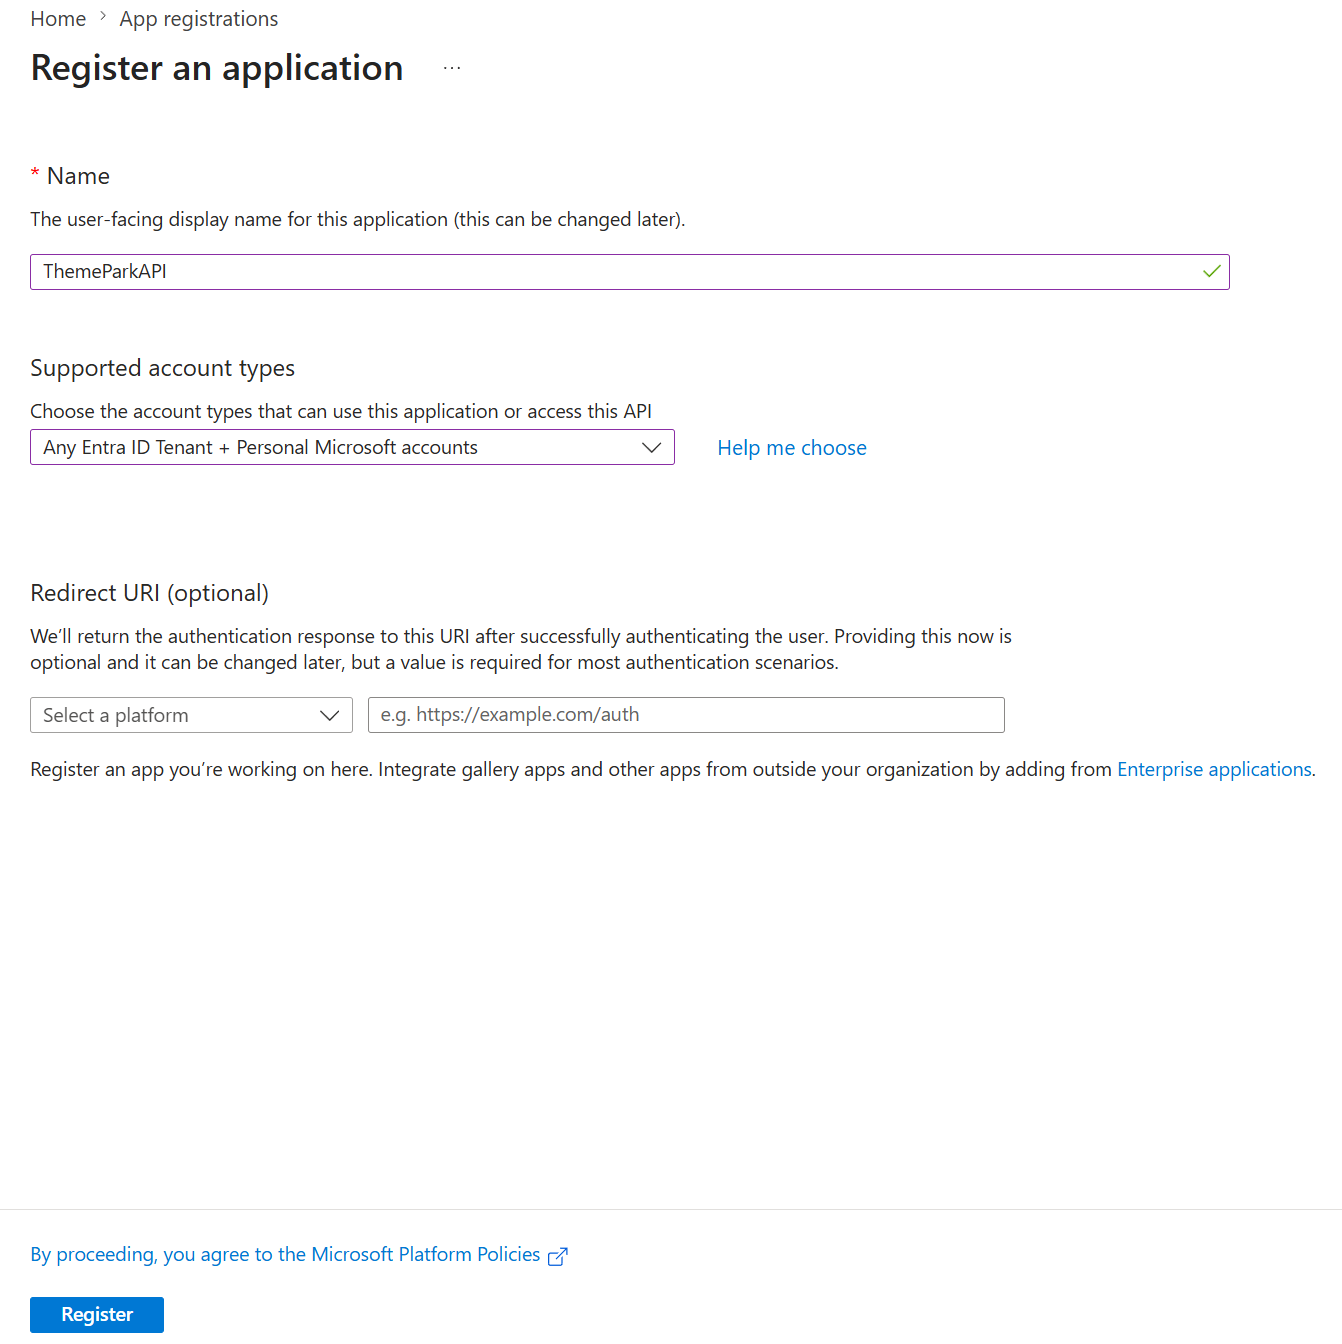 Home > App registrations
Register an application ...
* Name
The user-facing display name for this application (this can be changed later).
ThemeParkAPI
Supported account types
Choose the account types that can use this application or access this API
Any Entra ID Tenant + Personal Microsoft accounts
Help me choose
Redirect URI (optional)
We’ll return the authentication response to this URI after successfully authenticating the user. Providing this now is
optional and it can be changed later, but a value is required for most authentication scenarios.
Select a platform
e.g. https://example.com/auth
Register an app you’re working on here. Integrate gallery apps and other apps from outside your organization by adding from Enterprise applications.
By proceeding, you agree to the Microsoft Platform Policies
Register